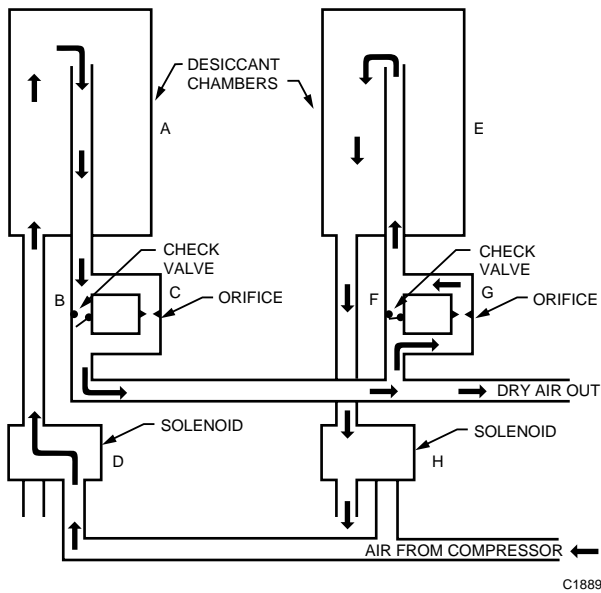 DESICCANT
CHAMBERS
A
E
CHECK
VALVE
B
C
ORIFICE
CHECK
VALVE
F
G
ORIFICE
DRY AIR OUT
SOLENOID
D
SOLENOID
H
AIR FROM COMPRESSOR
C1889